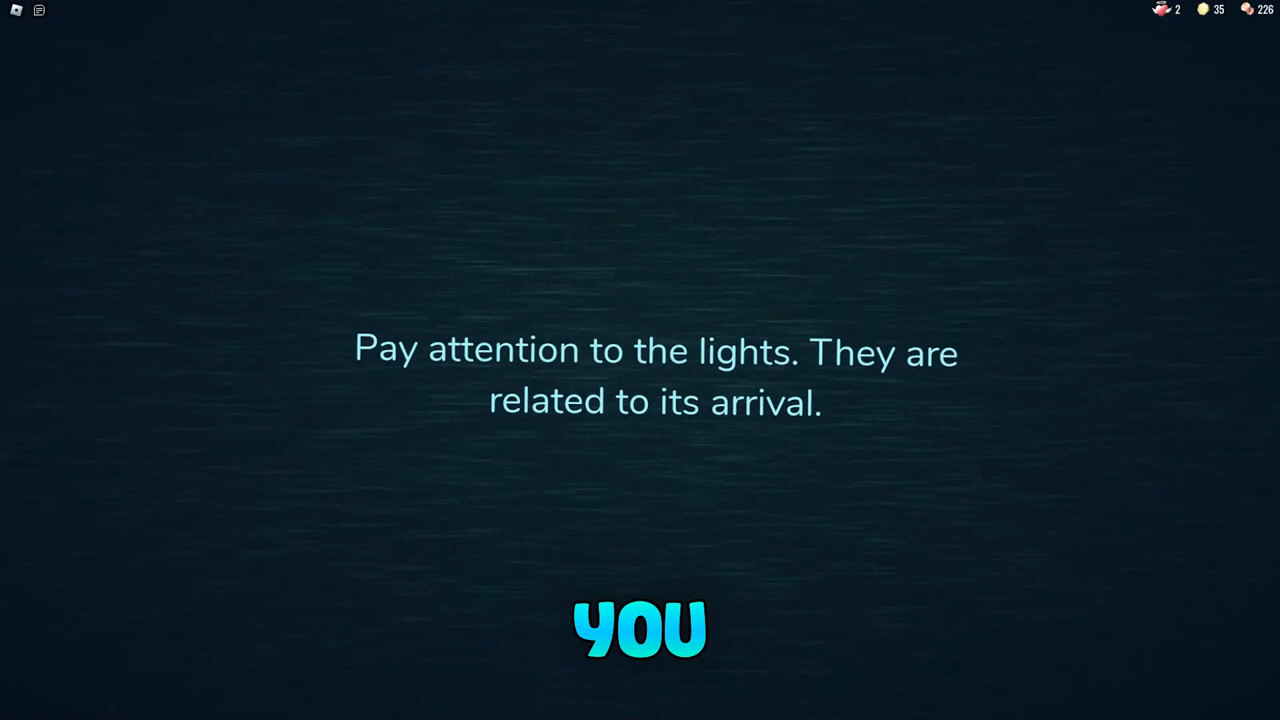 2 35 226
Pay attention to the lights. They are
related to its arrival.
YOU